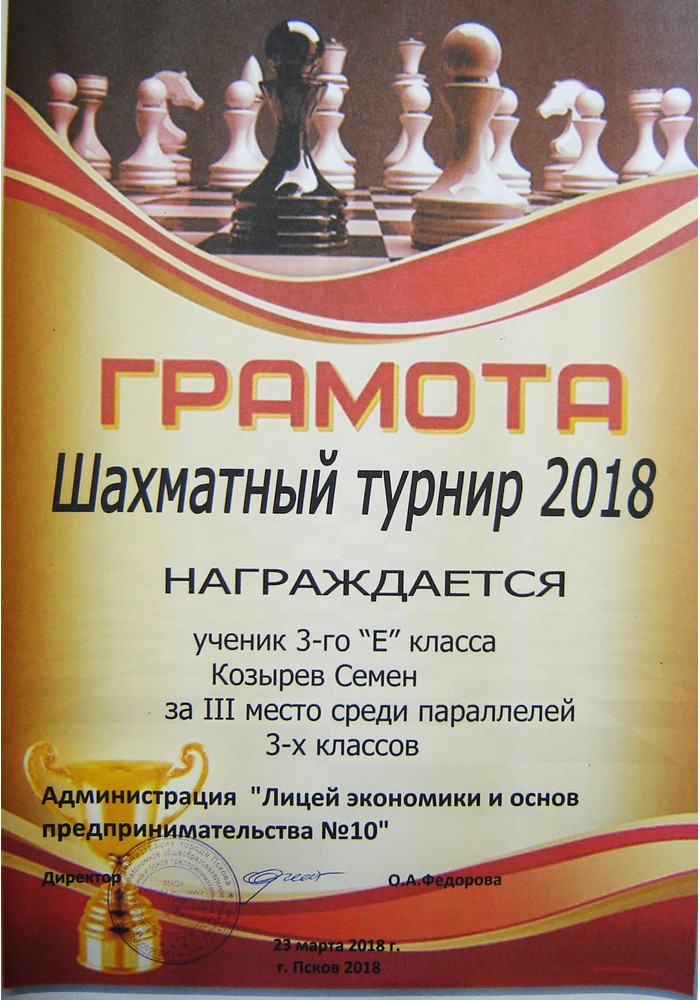 ГРАМОТА
Шахматный турнир 2018
НАГРАЖДАЕТСЯ
ученик 3-го “Е” класса
Козырев Семен
за III место среди параллелей
3-х классов
Администрация "Лицей экономики и основ
предпринимательства №10"
Директор О.А.Федорова
23 марта 2018 г.
г. Псков 2018